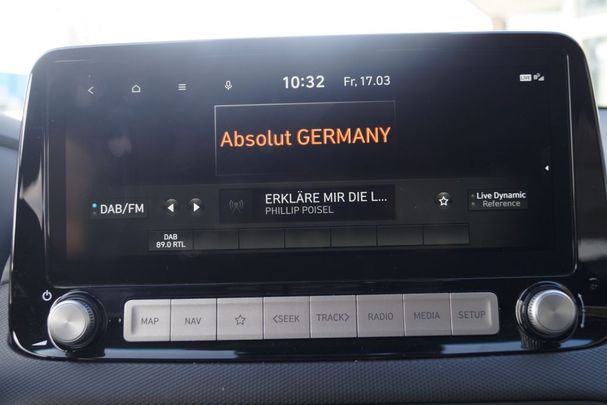 10:32 Fr, 17.03
LIVE
Absolut GERMANY
DAB/FM
ERKLÄRE MIR DIE L...
PHILLIP POISEL
Live Dynamic
Reference
DAB
89.0 RTL
MAP NAV <SEEK TRACK> RADIO MEDIA SETUP